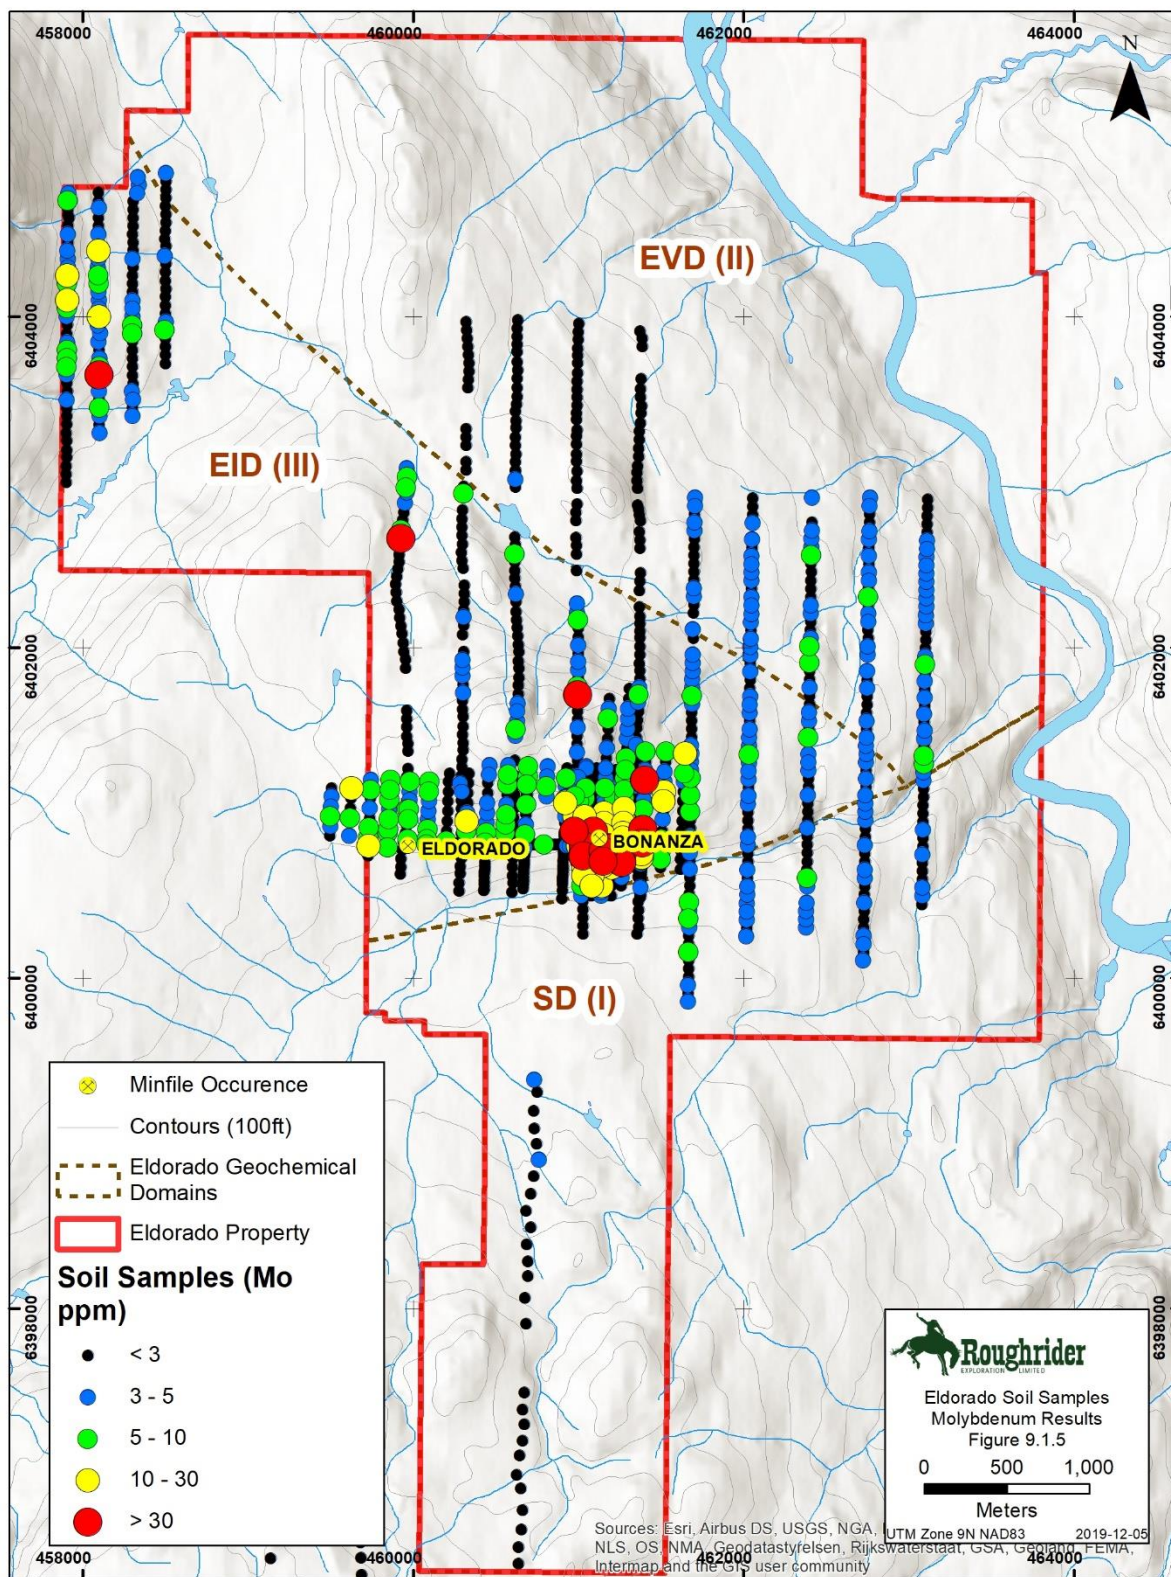 458000
460000
462000
464000
N
EVD (II)
6404000
6404000
EID (III)
6402000
6402000
ELDORADO
BONANZA
6400000
6400000
SD (I)
Minfile Occurence
Contours (100ft)
Eldorado Geochemical
Domains
Eldorado Property
Soil Samples (Mo
ppm)
< 3
3 - 5
5 - 10
10 - 30
> 30
6398000
6398000
Roughrider
EXPLORATION LIMITED
Eldorado Soil Samples
Molybdenum Results
Figure 9.1.5
0 500 1,000
Meters
UTM Zone 9N NAD83 2019-12-05
Sources: Esri, Airbus DS, USGS, NGA,
NLS, OS, NMA, Geodatastyrelsen, Rijkswaterstaat, GSA, Geoland, FEMA,
Intermap and the GIS user community
458000
460000
462000
464000